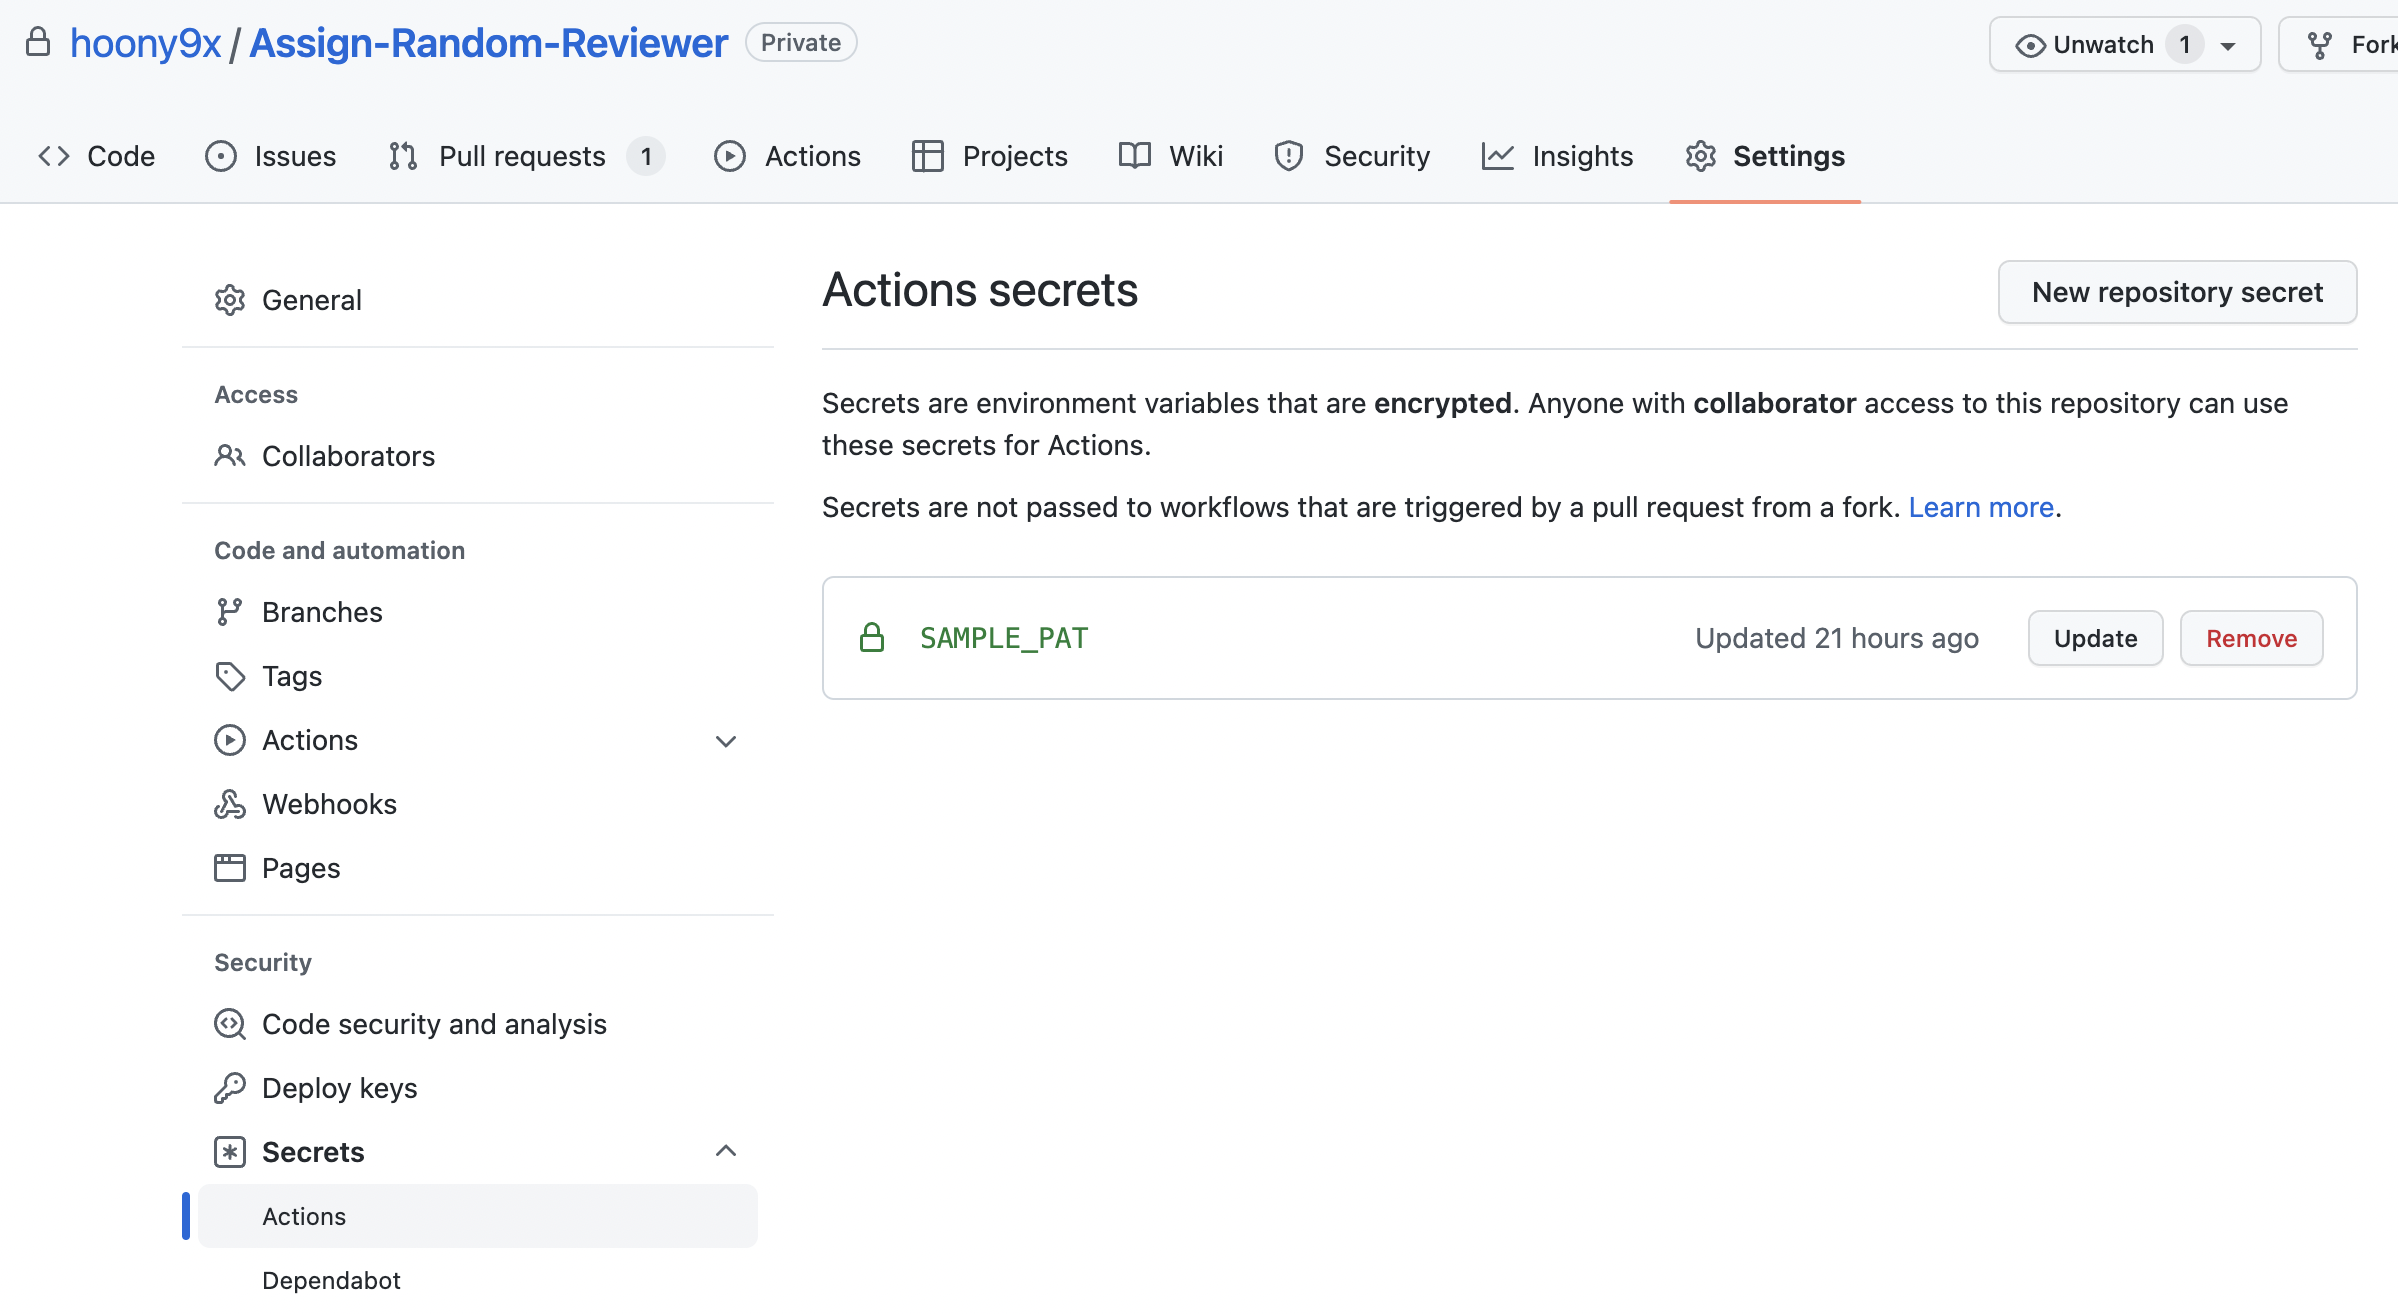 hoony9x / Assign-Random-Reviewer Private
Unwatch 1
Fork
Code Issues Pull requests 1 Actions Projects Wiki Security Insights Settings
General
Access
Collaborators
Code and automation
Branches
Tags
Actions
Webhooks
Pages
Security
Code security and analysis
Deploy keys
Secrets
Actions
Dependabot
Actions secrets
New repository secret
Secrets are environment variables that are encrypted. Anyone with collaborator access to this repository can use
these secrets for Actions.
Secrets are not passed to workflows that are triggered by a pull request from a fork. Learn more.
SAMPLE_PAT Updated 21 hours ago Update Remove